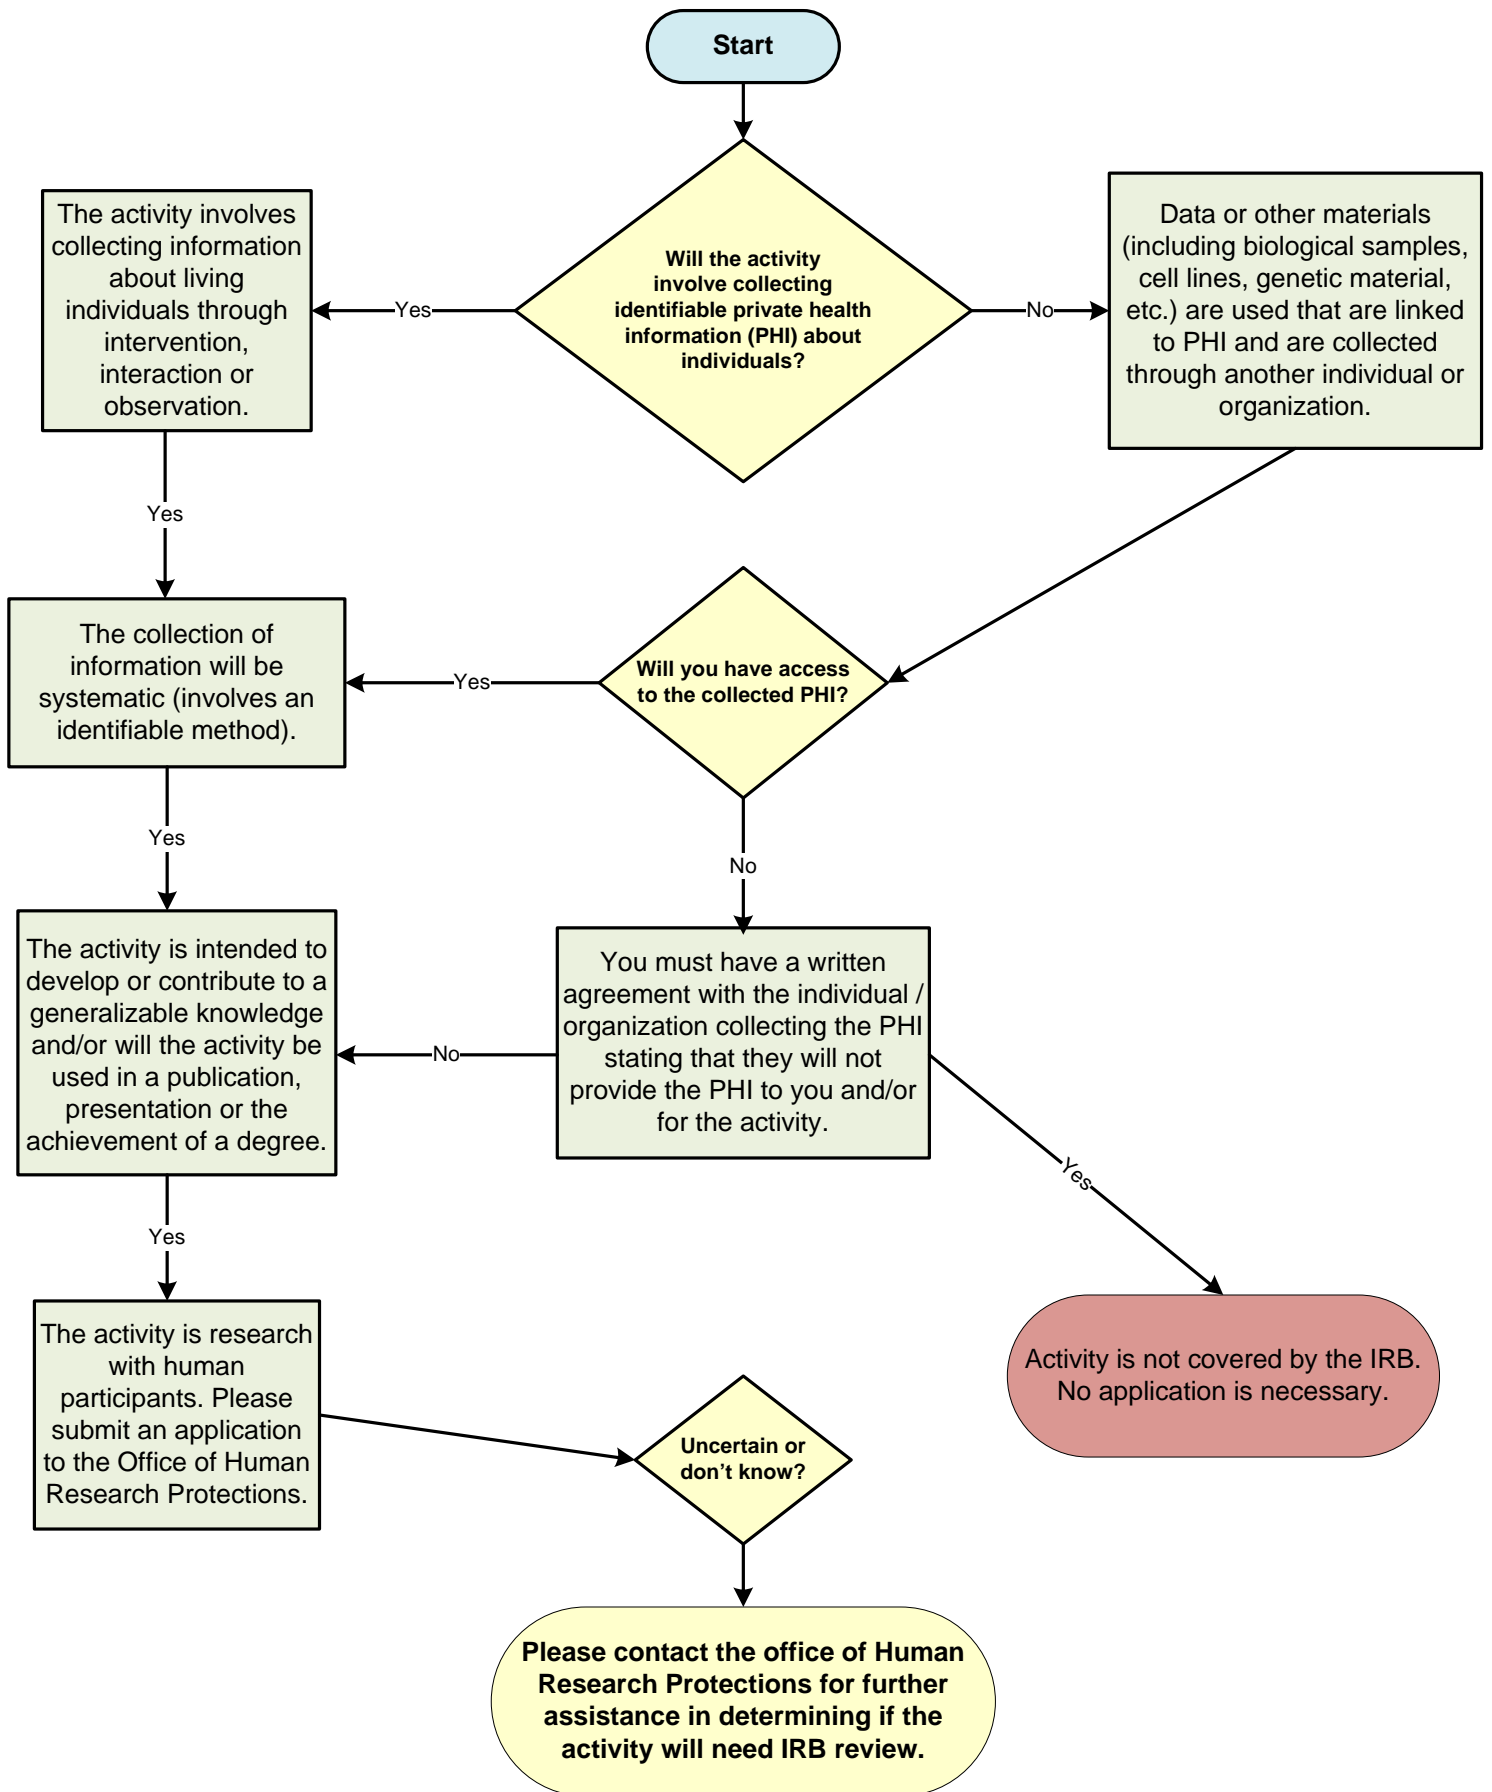 Start
Will the activity
involve collecting
identifiable private health
information (PHI) about
individuals?
Yes
No
The activity involves
collecting information
about living
individuals through
intervention,
interaction or
observation.
Data or other materials
(including biological samples,
cell lines, genetic material,
etc.) are used that are linked
to PHI and are collected
through another individual or
organization.
Yes
The collection of
information will be
systematic (involves an
identifiable method).
Yes
Will you have access
to the collected PHI?
Yes
No
The activity is intended to
develop or contribute to a
generalizable knowledge
and/or will the activity be
used in a publication,
presentation or the
achievement of a degree.
No
You must have a written
agreement with the individual /
organization collecting the PHI
stating that they will not
provide the PHI to you and/or
for the activity.
Yes
Yes
The activity is research
with human
participants. Please
submit an application
to the Office of Human
Research Protections.
Uncertain or
don’t know?
Activity is not covered by the IRB.
No application is necessary.
Please contact the office of Human
Research Protections for further
assistance in determining if the
activity will need IRB review.